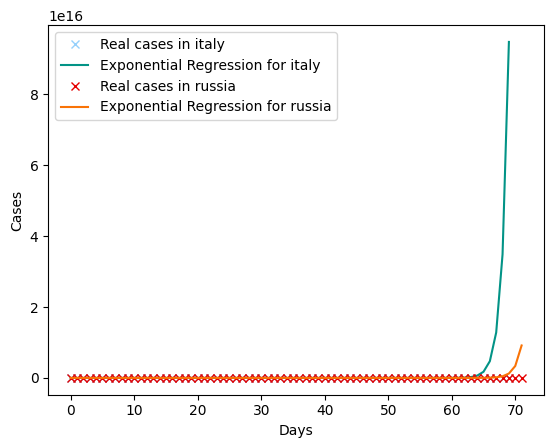 1e16
Real cases in italy
Exponential Regression for italy
Real cases in russia
Exponential Regression for russia
8
6
4
2
0
Cases
0 10 20 30 40 50 60 70
Days